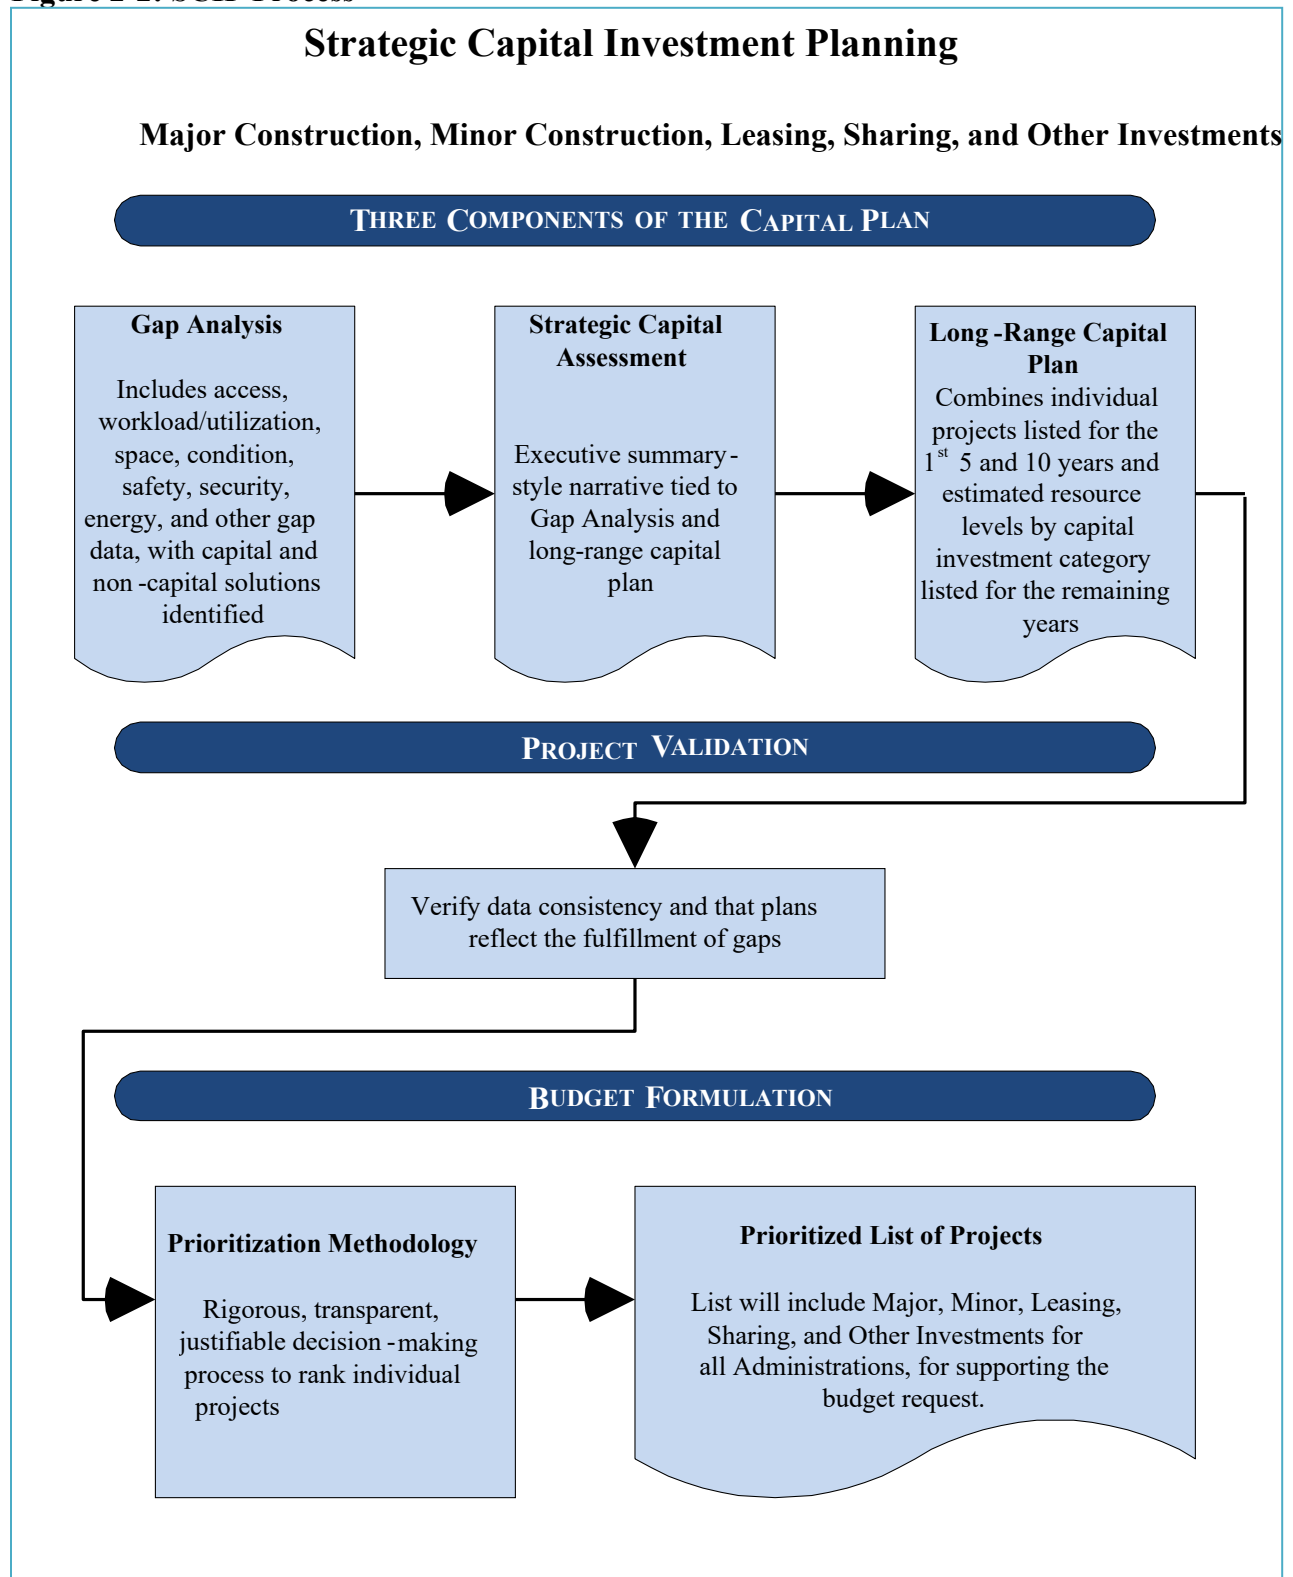 Strategic Capital Investment Planning
Major Construction, Minor Construction, Leasing, Sharing, and Other Investments
THREE COMPONENTS OF THE CAPITAL PLAN
Gap Analysis
Includes access,
workload/utilization,
space, condition,
safety, security,
energy, and other gap
data, with capital and
non -capital solutions
identified
Strategic Capital
Assessment
Executive summary-
style narrative tied to
Gap Analysis and
long-range capital
plan
Long -Range Capital
Plan
Combines individual
projects listed for the
1st 5 and 10 years and
estimated resource
levels by capital
investment category
listed for the remaining
years
PROJECT VALIDATION
Verify data consistency and that plans
reflect the fulfillment of gaps
BUDGET FORMULATION
Prioritization Methodology
Rigorous, transparent,
justifiable decision -making
process to rank individual
projects
Prioritized List of Projects
List will include Major, Minor, Leasing,
Sharing, and Other Investments for
all Administrations, for supporting the
budget request.